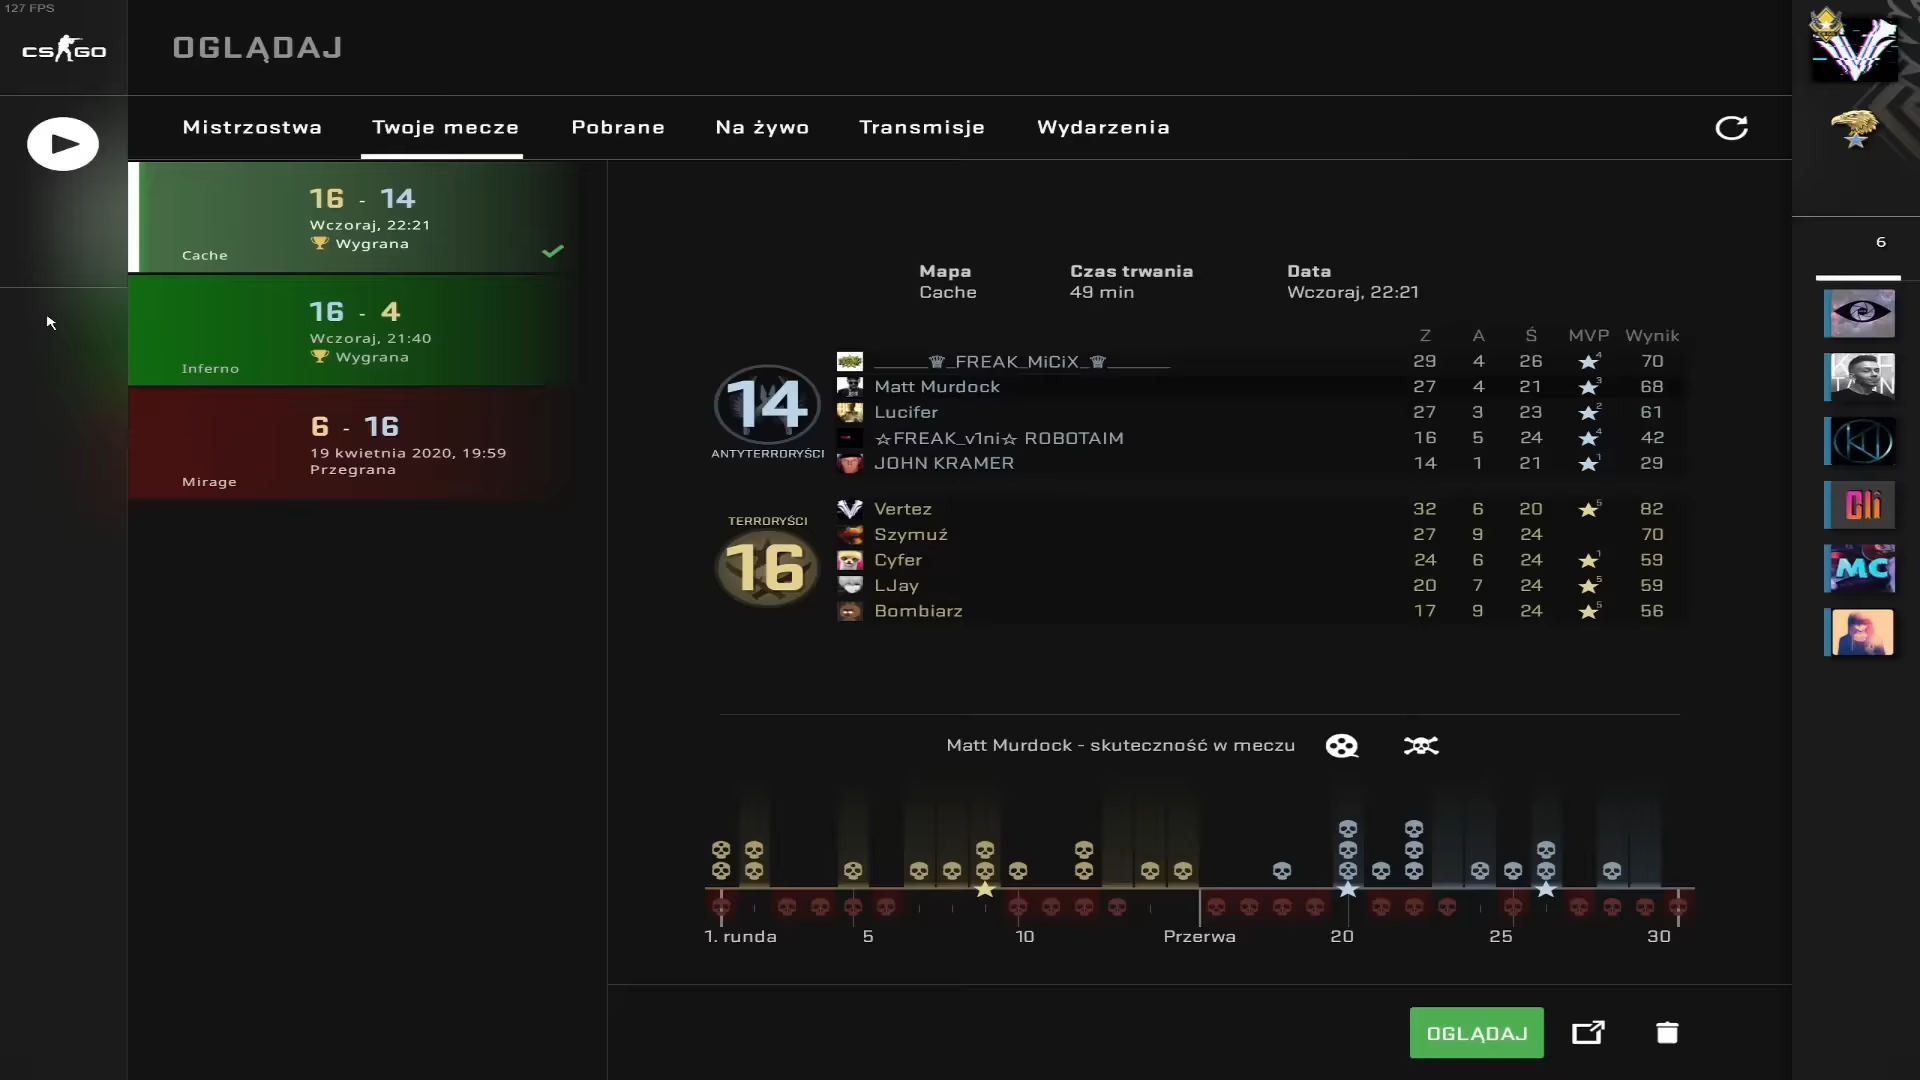 127 FPS
CS GO
OGLĄDAJ
Mistrzostwa Twoje mecze Pobrane Na żywo Transmisje Wydarzenia
16 - 14
Wczoraj, 22:21
Wygrana
Cache
16 - 4
Wczoraj, 21:40
Wygrana
Inferno
6 - 16
19 kwietnia 2020, 19:59
Przegrana
Mirage
Mapa Czas trwania Data
Cache 49 min Wczoraj, 22:21
Z A Ś MVP Wynik
14
ANTYTERRORYŚCI
______♕_FREAK_MiCiX_♕_______ 29 4 26 4 70
Matt Murdock 27 4 21 3 68
Lucifer 27 3 23 2 61
☆FREAK_v1ni☆ ROBOTAIM 16 5 24 4 42
JOHN KRAMER 14 1 21 1 29
TERRORYŚCI
16
Vertez 32 6 20 5 82
Szymuź 27 9 24 70
Cyfer 24 6 24 1 59
LJay 20 7 24 5 59
Bombiarz 17 9 24 5 56
Matt Murdock - skuteczność w meczu
1. runda 5 10 Przerwa 20 25 30
OGLĄDAJ
6
Gli
MC